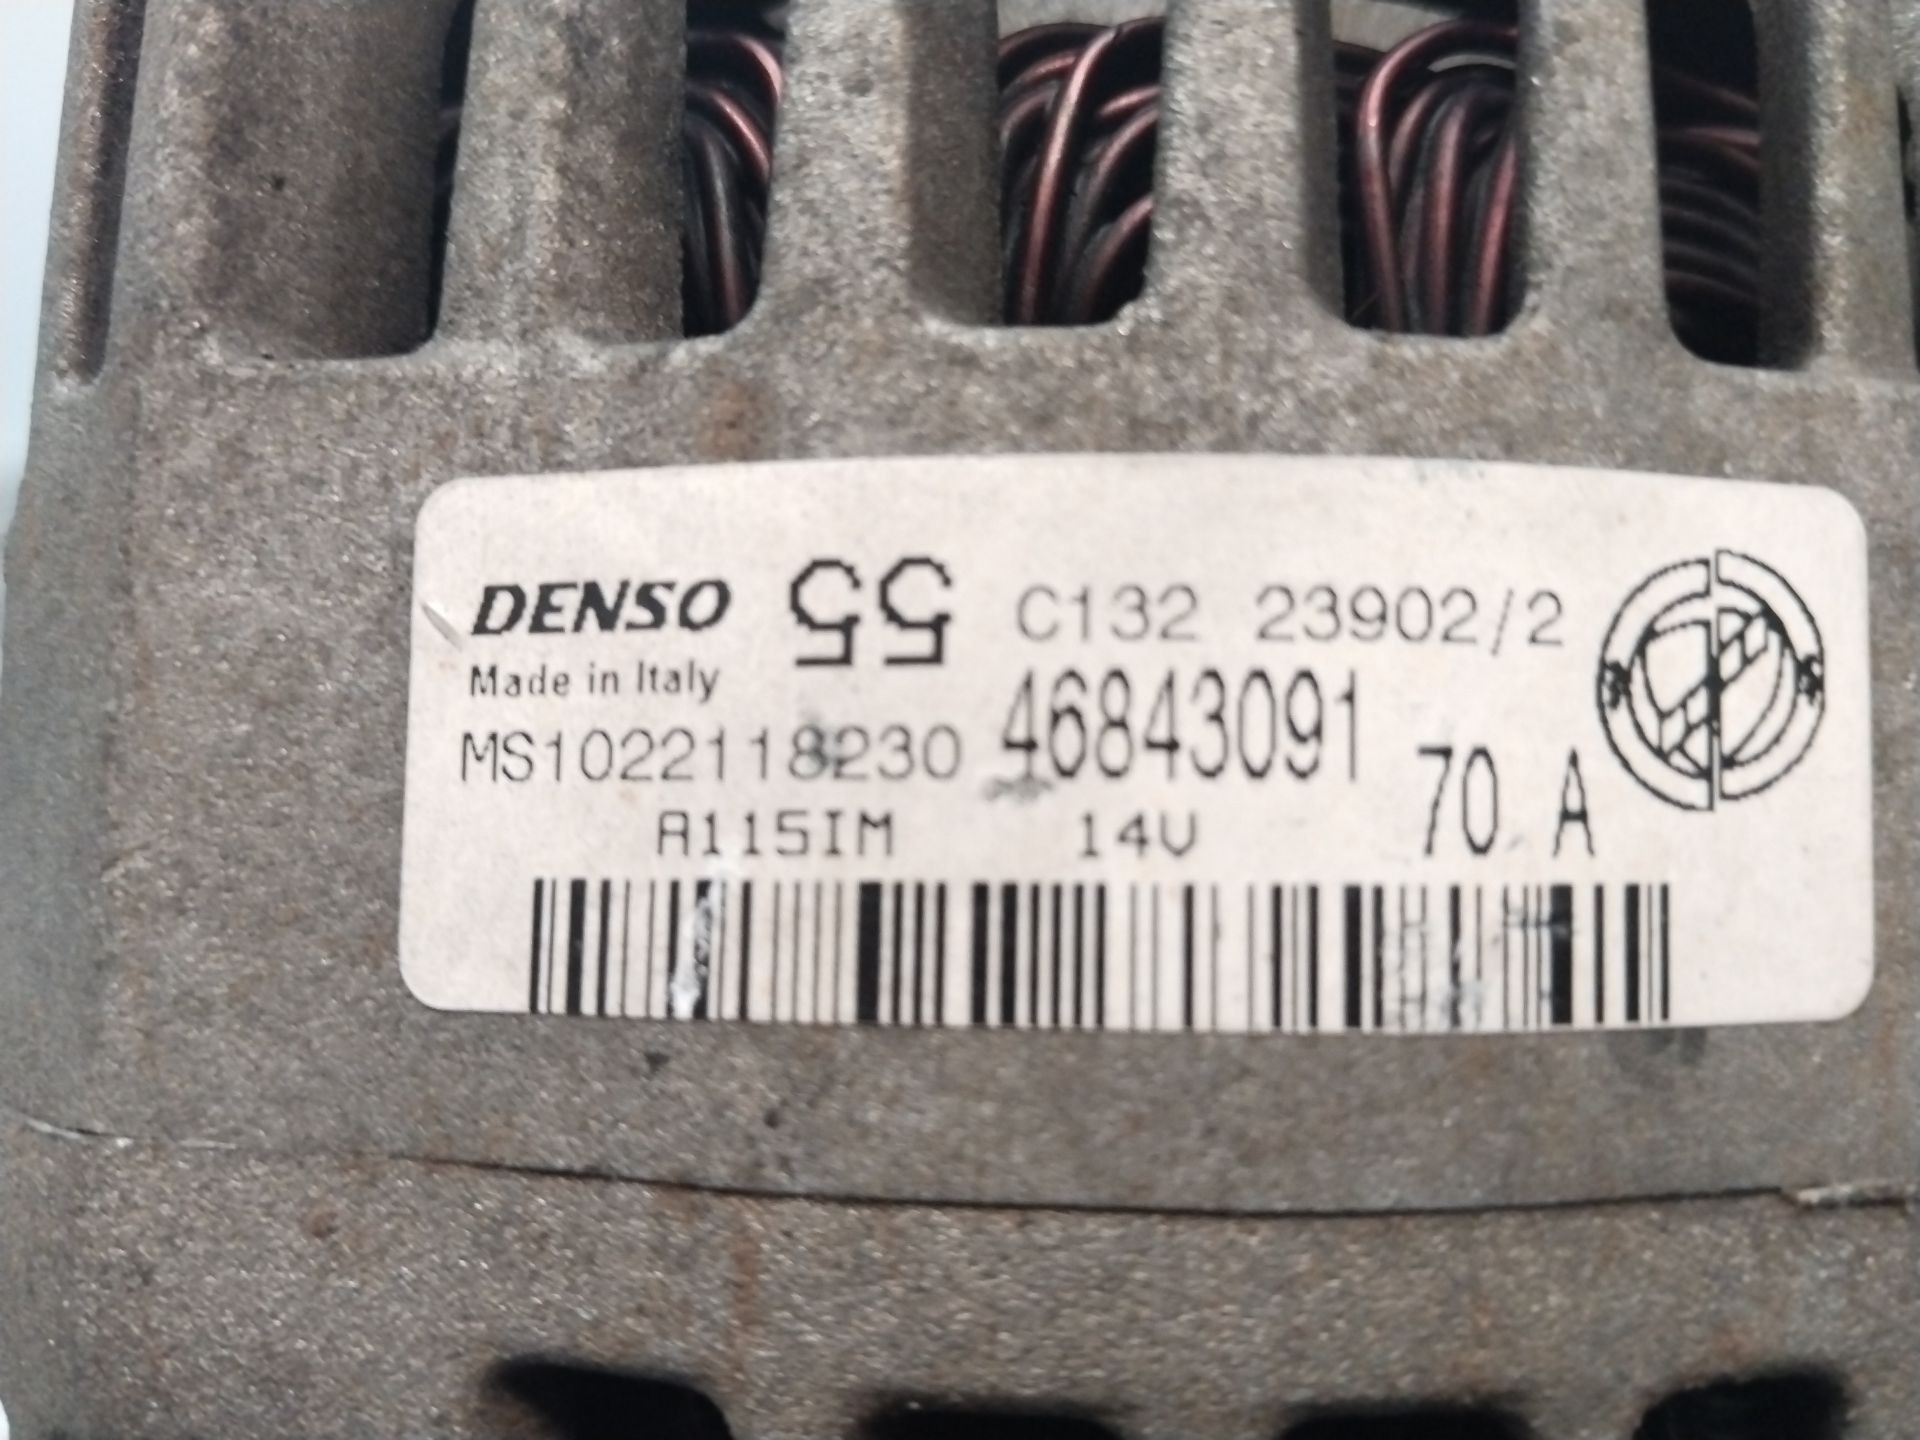 DENSO 55 C132 23902/2
Made in Italy
MS1022118230 46843091
A115IM 14V 70 A